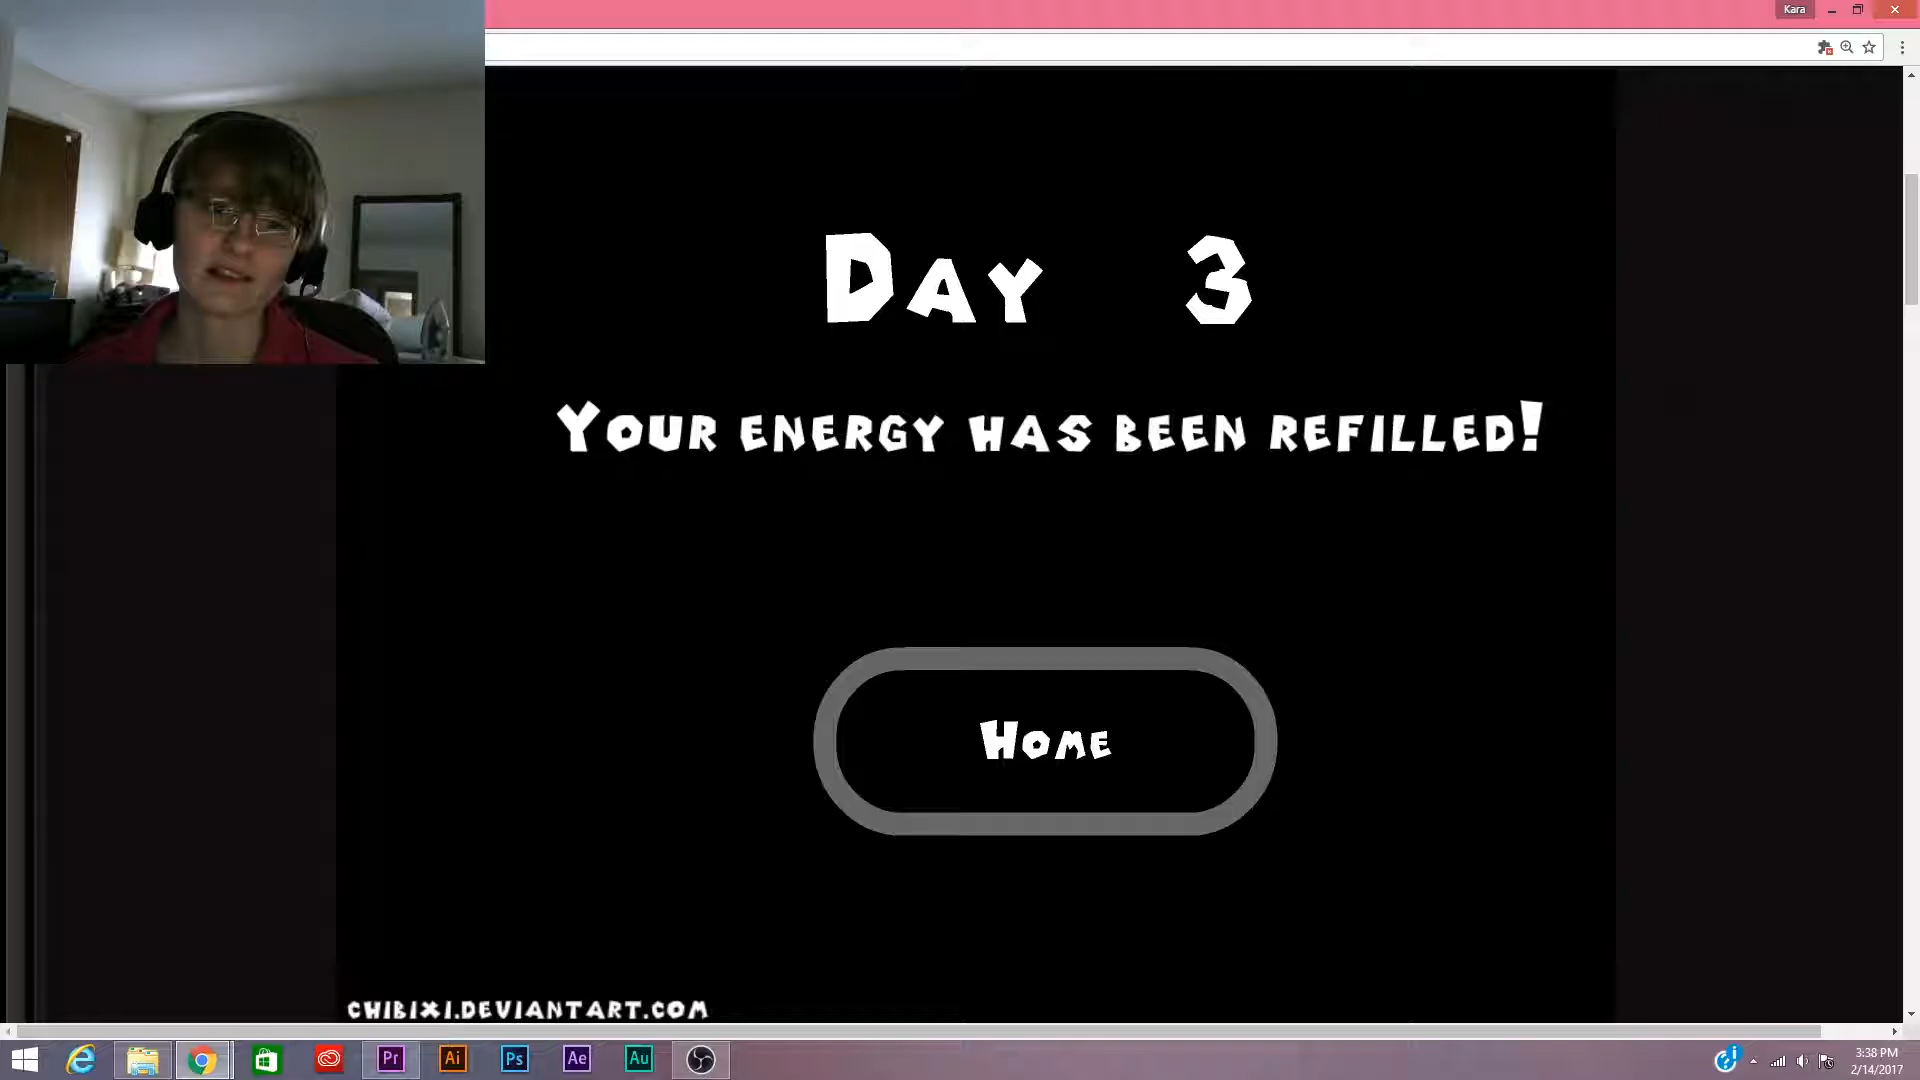 Kara
Day 3
Your energy has been refilled!
Home
chibixi.deviantart.com
Pr
Ai
Ps
Ae
Au
3:38 PM
2/14/2017